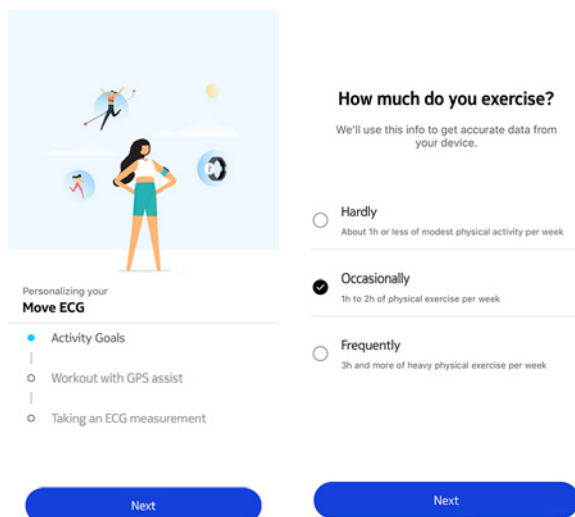 Personalizing your
Move ECG
Activity Goals
Workout with GPS assist
Taking an ECG measurement
Next
How much do you exercise?
We'll use this info to get accurate data from
your device.
Hardly
About 1h or less of modest physical activity per week
Occasionally
1h to 2h of physical exercise per week
Frequently
3h and more of heavy physical exercise per week
Next